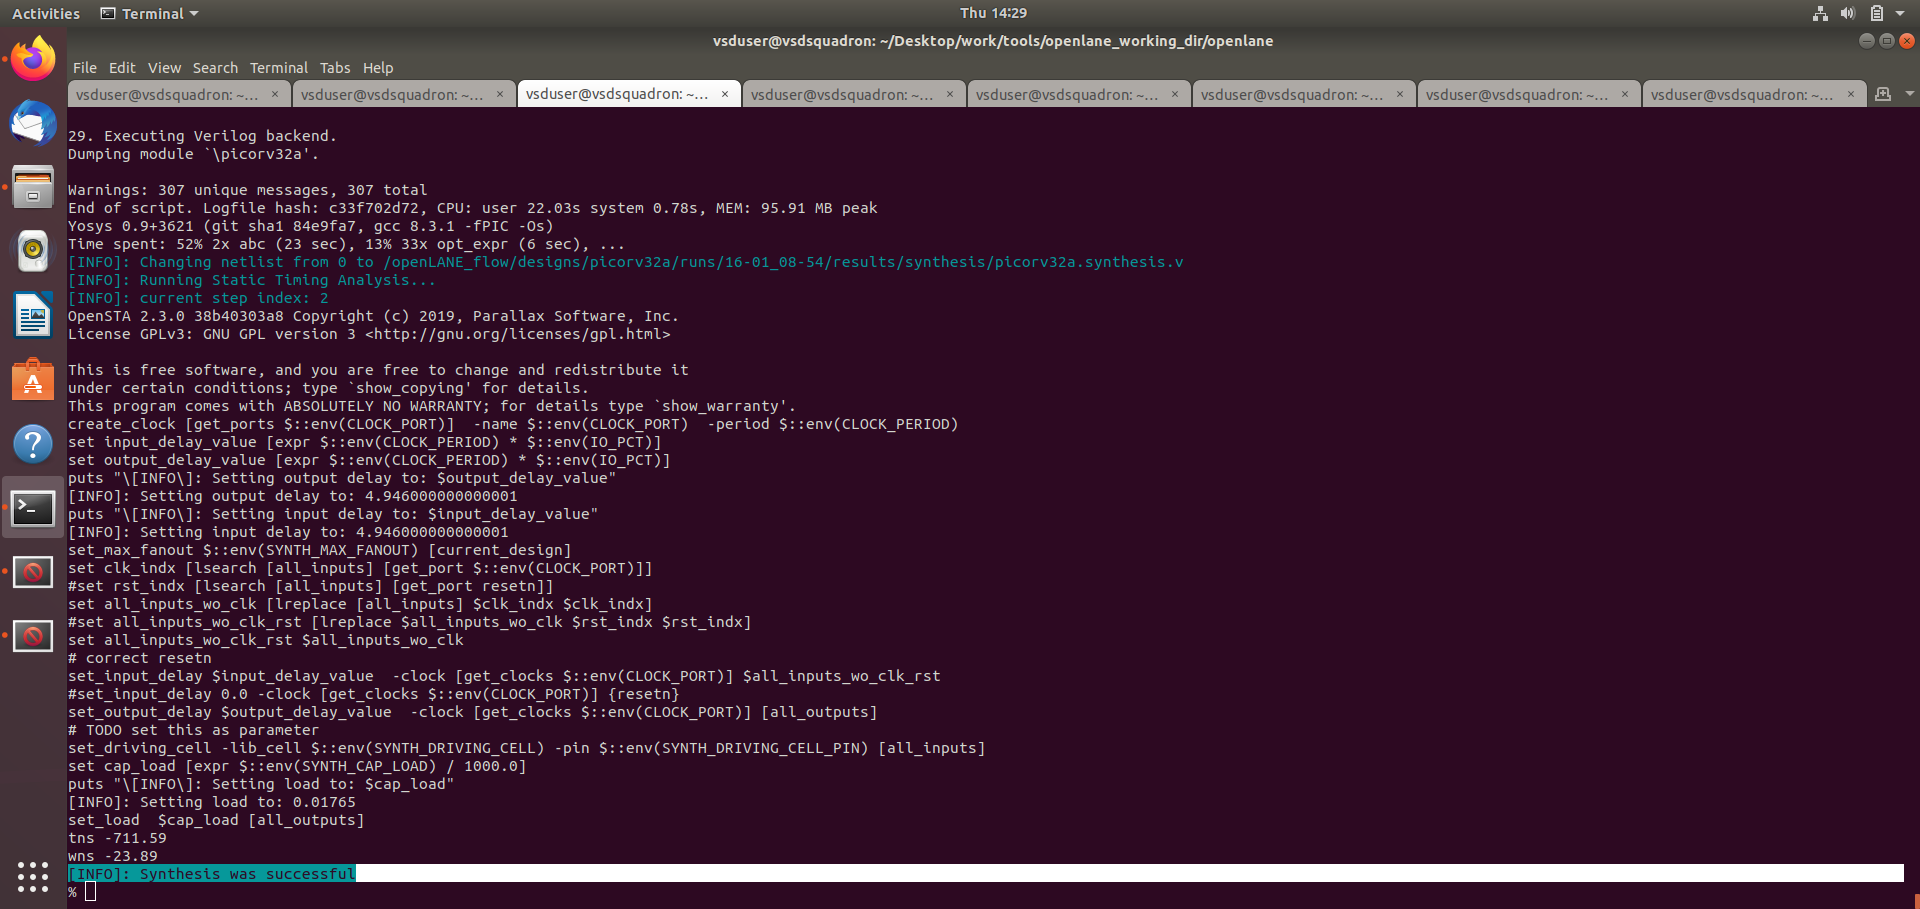 Activities
Terminal
Thu 14:29
vsduser@vsdsquadron: ~/Desktop/work/tools/openlane_working_dir/openlane
File Edit View Search Terminal Tabs Help
vsduser@vsdsquadron: ~... × vsduser@vsdsquadron: ~... × vsduser@vsdsquadron: ~... × vsduser@vsdsquadron: ~... × vsduser@vsdsquadron: ~... × vsduser@vsdsquadron: ~... × vsduser@vsdsquadron: ~... × vsduser@vsdsquadron: ~... ×
29. Executing Verilog backend.
Dumping module `\picorv32a'.
Warnings: 307 unique messages, 307 total
End of script. Logfile hash: c33f702d72, CPU: user 22.03s system 0.78s, MEM: 95.91 MB peak
Yosys 0.9+3621 (git sha1 84e9fa7, gcc 8.3.1 -fPIC -Os)
Time spent: 52% 2x abc (23 sec), 13% 33x opt_expr (6 sec), ...
[INFO]: Changing netlist from 0 to /openLANE_flow/designs/picorv32a/runs/16-01_08-54/results/synthesis/picorv32a.synthesis.v
[INFO]: Running Static Timing Analysis...
[INFO]: current step index: 2
OpenSTA 2.3.0 38b40303a8 Copyright (c) 2019, Parallax Software, Inc.
License GPLv3: GNU GPL version 3 <http://gnu.org/licenses/gpl.html>
This is free software, and you are free to change and redistribute it
under certain conditions; type `show_copying' for details.
This program comes with ABSOLUTELY NO WARRANTY; for details type `show_warranty'.
create_clock [get_ports $::env(CLOCK_PORT)]  -name $::env(CLOCK_PORT)  -period $::env(CLOCK_PERIOD)
set input_delay_value [expr $::env(CLOCK_PERIOD) * $::env(IO_PCT)]
set output_delay_value [expr $::env(CLOCK_PERIOD) * $::env(IO_PCT)]
puts "\[INFO\]: Setting output delay to: $output_delay_value"
[INFO]: Setting output delay to: 4.946000000000001
puts "\[INFO\]: Setting input delay to: $input_delay_value"
[INFO]: Setting input delay to: 4.946000000000001
set_max_fanout $::env(SYNTH_MAX_FANOUT) [current_design]
set clk_indx [lsearch [all_inputs] [get_port $::env(CLOCK_PORT)]]
#set rst_indx [lsearch [all_inputs] [get_port resetn]]
set all_inputs_wo_clk [lreplace [all_inputs] $clk_indx $clk_indx]
#set all_inputs_wo_clk_rst [lreplace $all_inputs_wo_clk $rst_indx $rst_indx]
set all_inputs_wo_clk_rst $all_inputs_wo_clk
# correct resetn
set_input_delay $input_delay_value  -clock [get_clocks $::env(CLOCK_PORT)] $all_inputs_wo_clk_rst
#set_input_delay 0.0 -clock [get_clocks $::env(CLOCK_PORT)] {resetn}
set_output_delay $output_delay_value  -clock [get_clocks $::env(CLOCK_PORT)] [all_outputs]
# TODO set this as parameter
set_driving_cell -lib_cell $::env(SYNTH_DRIVING_CELL) -pin $::env(SYNTH_DRIVING_CELL_PIN) [all_inputs]
set cap_load [expr $::env(SYNTH_CAP_LOAD) / 1000.0]
puts "\[INFO\]: Setting load to: $cap_load"
[INFO]: Setting load to: 0.01765
set_load  $cap_load [all_outputs]
tns -711.59
wns -23.89
[INFO]: Synthesis was successful
%